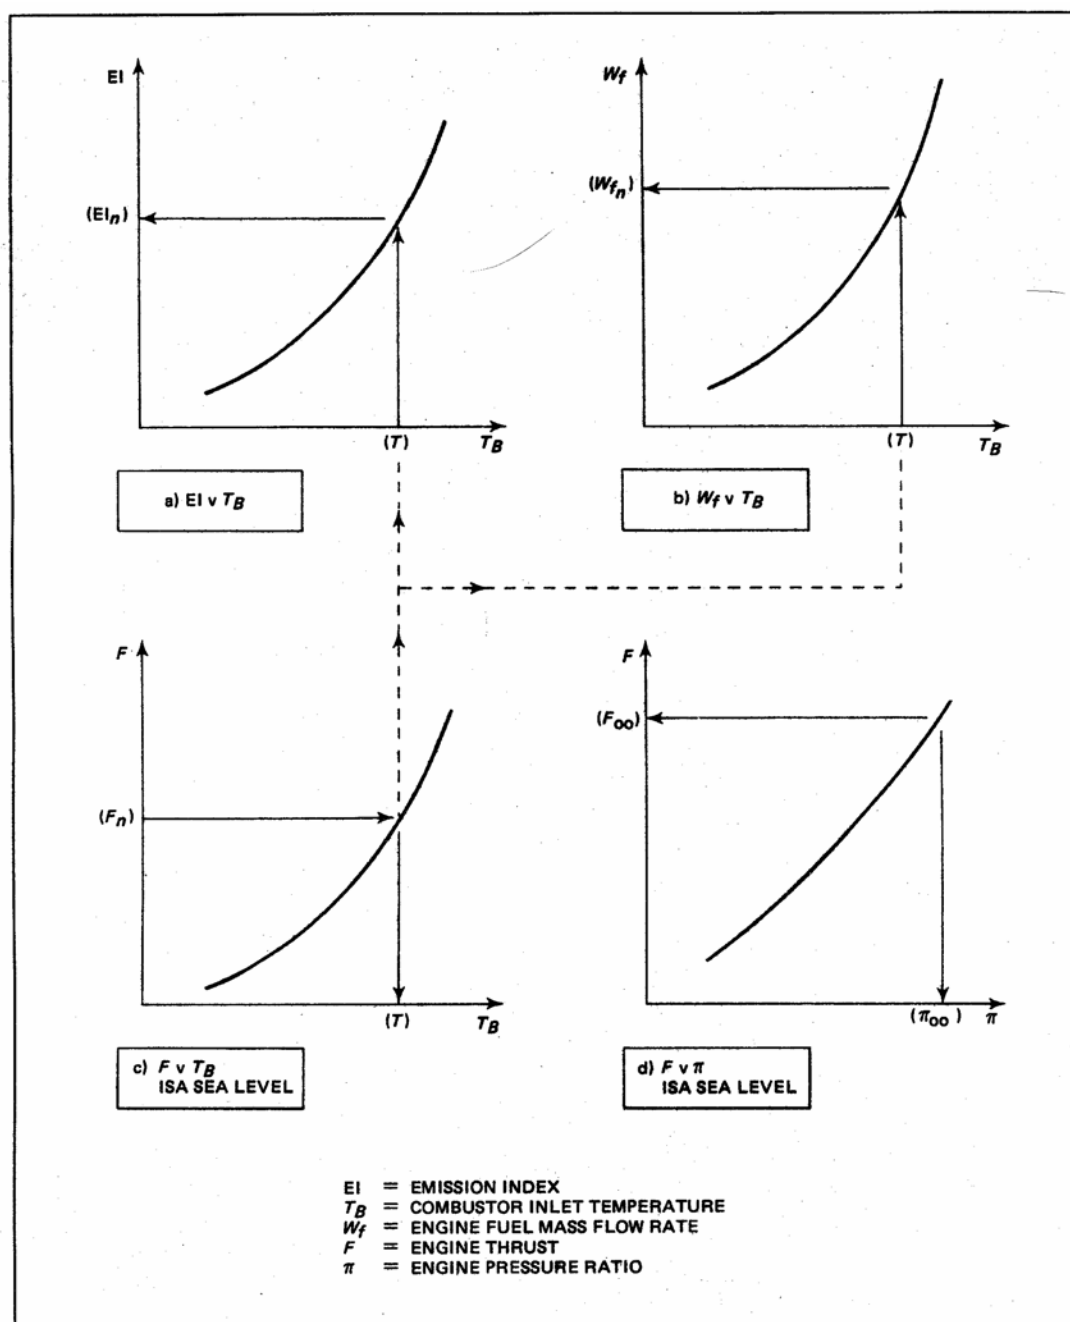 EI
(EIn)
(T)
TB
a) EI v TB
Wf
(Wfn)
(T)
TB
b) Wf v TB
F
(Fn)
(T)
TB
c) F v TB
ISA SEA LEVEL
F
(Foo)
(πoo)
π
d) F v π
ISA SEA LEVEL
EI = EMISSION INDEX
TB = COMBUSTOR INLET TEMPERATURE
Wf = ENGINE FUEL MASS FLOW RATE
F = ENGINE THRUST
π = ENGINE PRESSURE RATIO